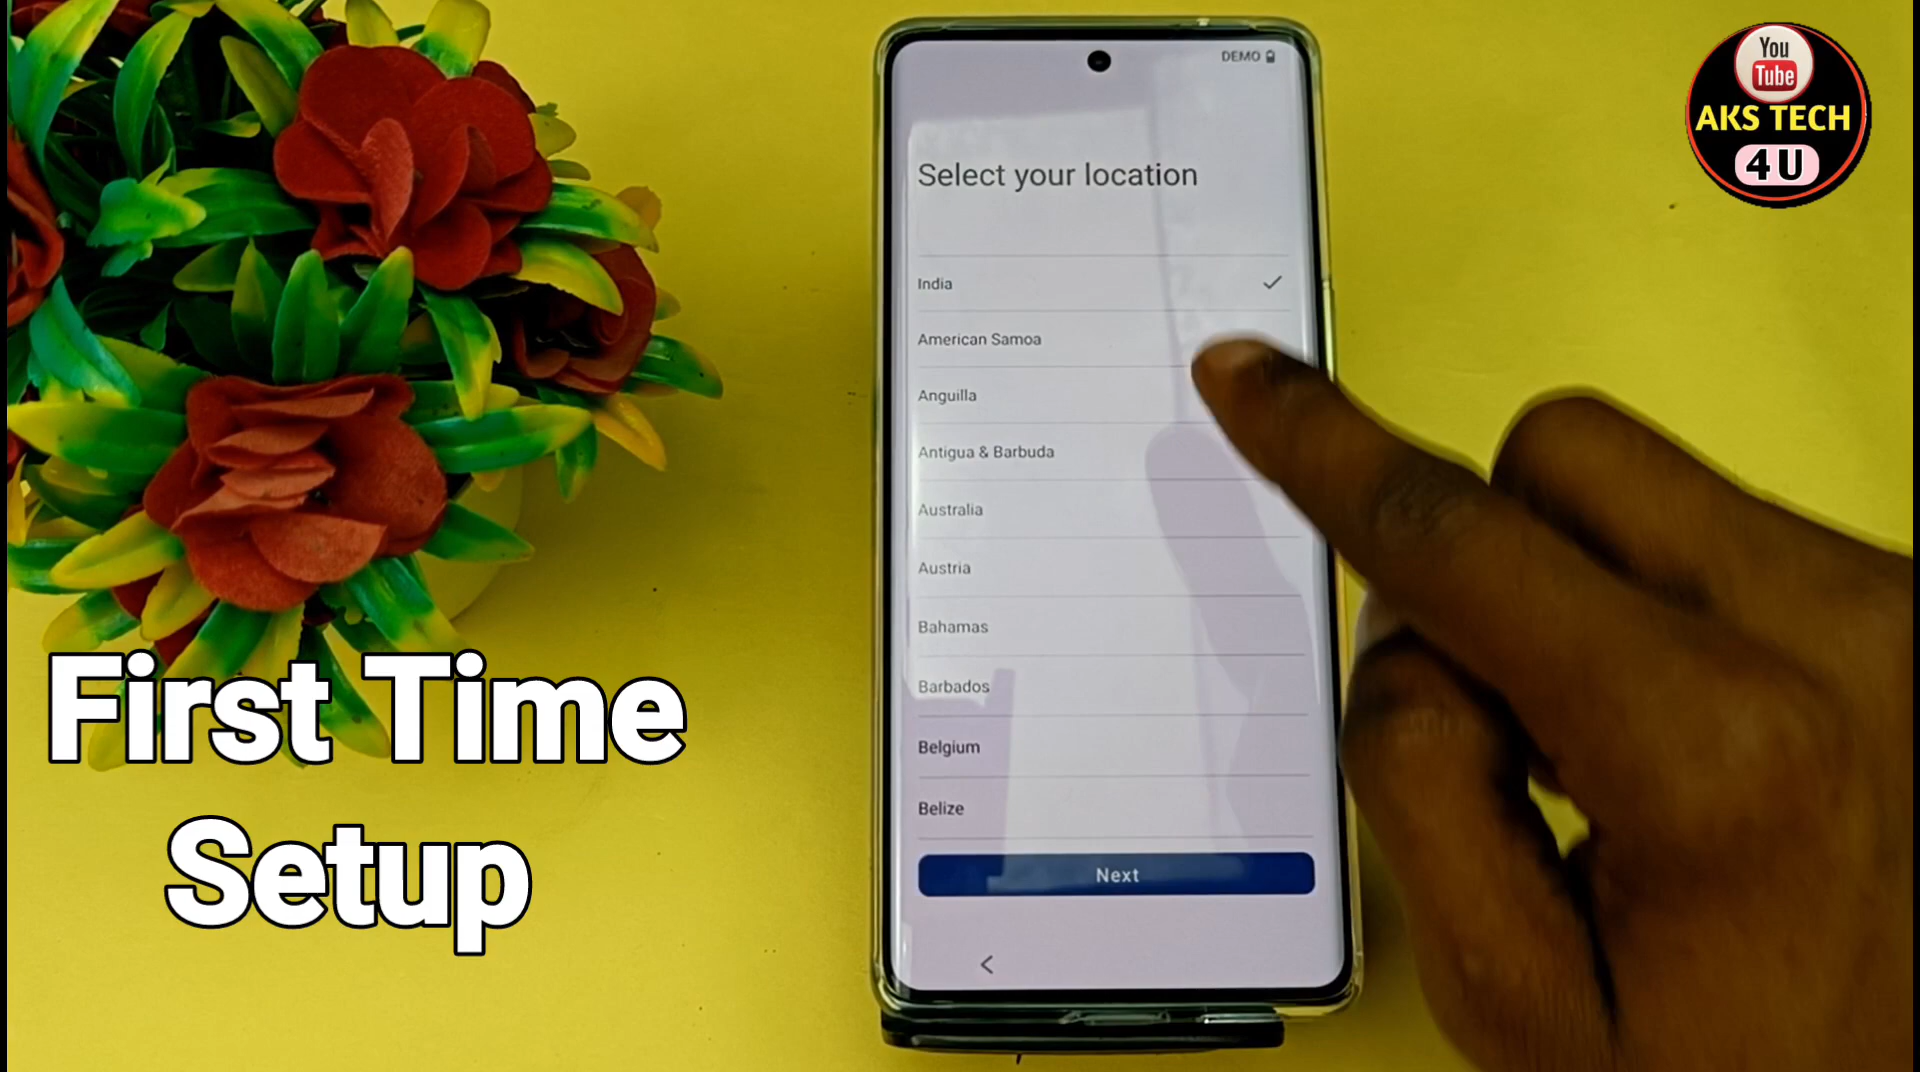 DEMO
Select your location
India
American Samoa
Anguilla
Antigua & Barbuda
Australia
Austria
Bahamas
Barbados
Belgium
Belize
Next
You
Tube
AKS TECH
4 U
First Time
Setup